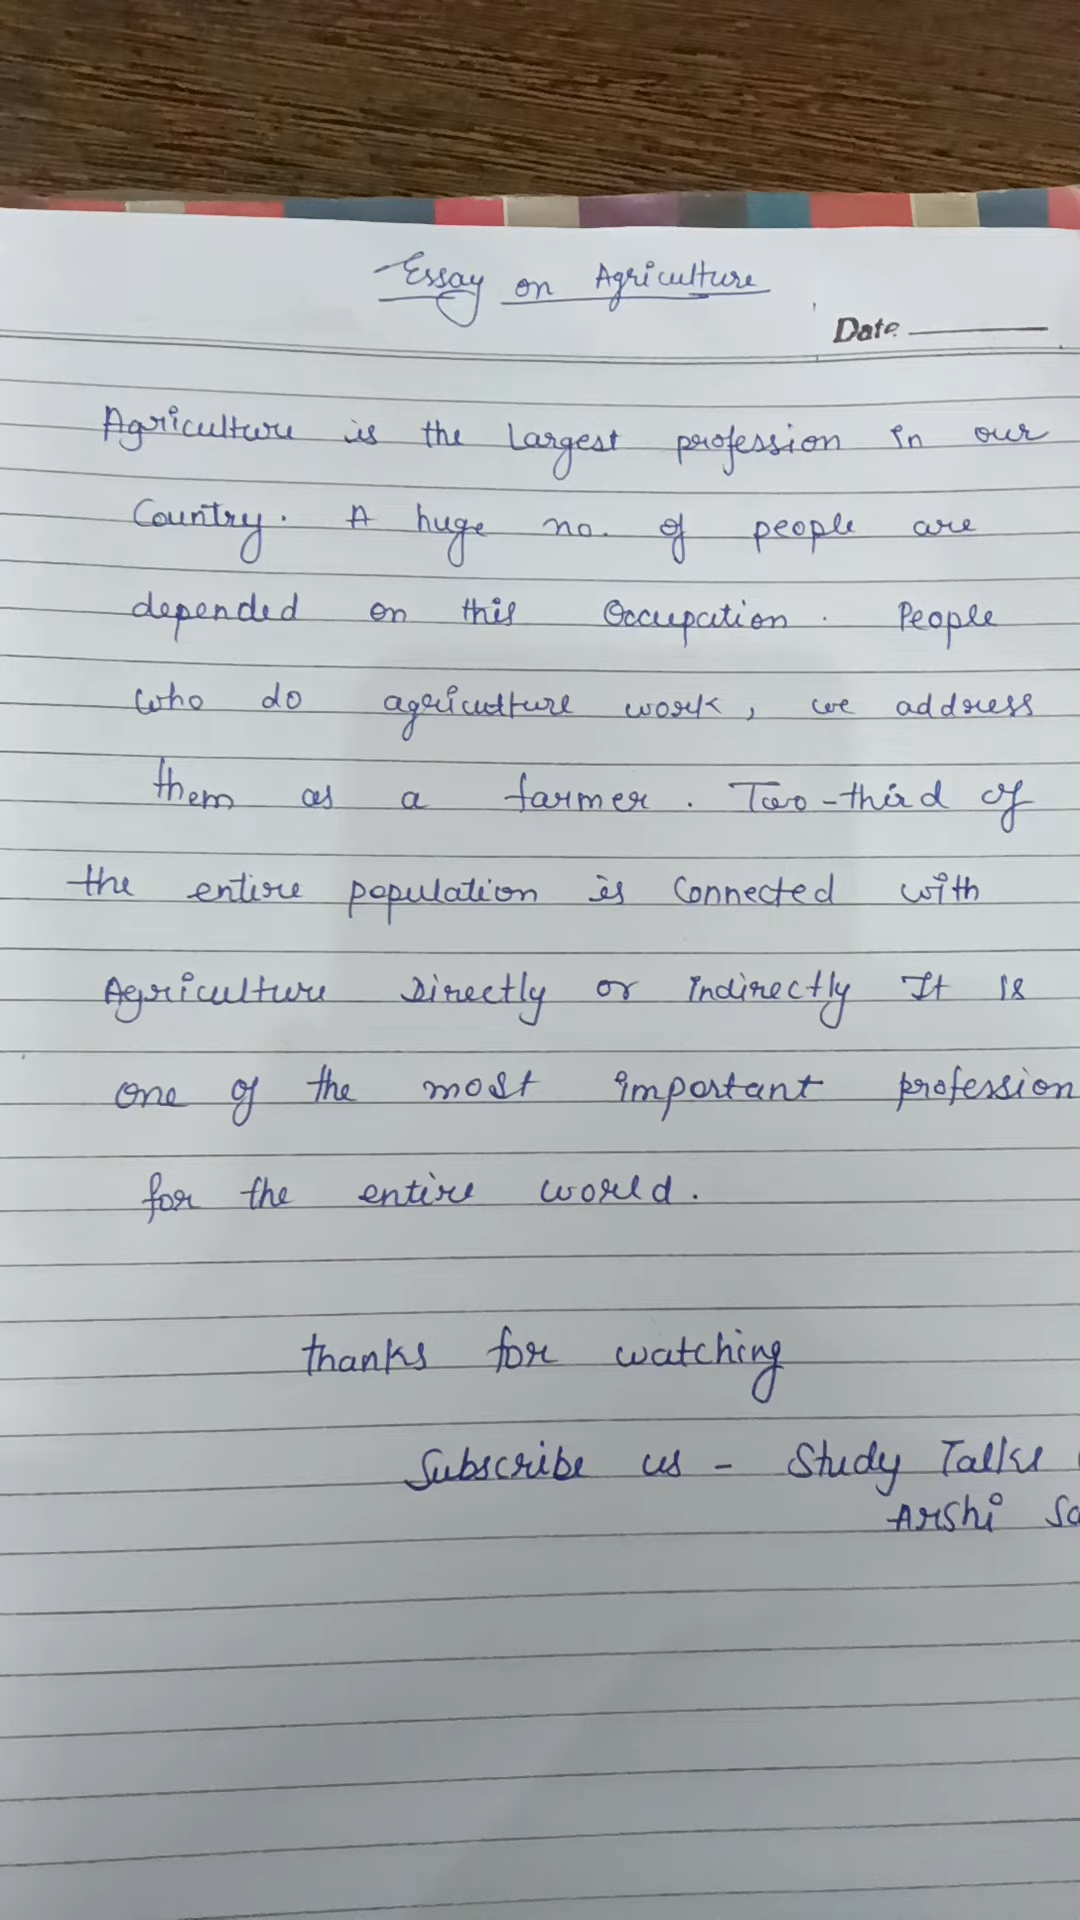 Essay on Agriculture
Date
Agriculture is the largest profession in our
Country. A huge no. of people are
depended on this Occupation. People
who do agriculture work, we address
them as a farmer. Two-third of
the entire population is Connected with
Agriculture Directly or indirectly It is
one of the most important profession
for the entire world.
thanks for watching
Subscribe us - Study Talks
Arshi